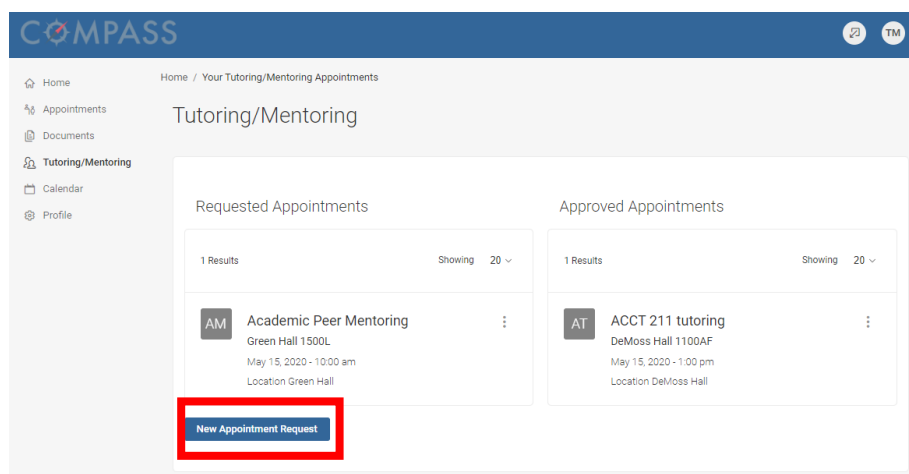 COMPASS
TM
Home
Appointments
Documents
Tutoring/Mentoring
Calendar
Profile
Home / Your Tutoring/Mentoring Appointments
Tutoring/Mentoring
Requested Appointments
1 Results
Showing 20
AM
Academic Peer Mentoring
Green Hall 1500L
May 15, 2020 - 10:00 am
Location Green Hall
New Appointment Request
Approved Appointments
1 Results
Showing 20
AT
ACCT 211 tutoring
DeMoss Hall 1100AF
May 15, 2020 - 1:00 pm
Location DeMoss Hall